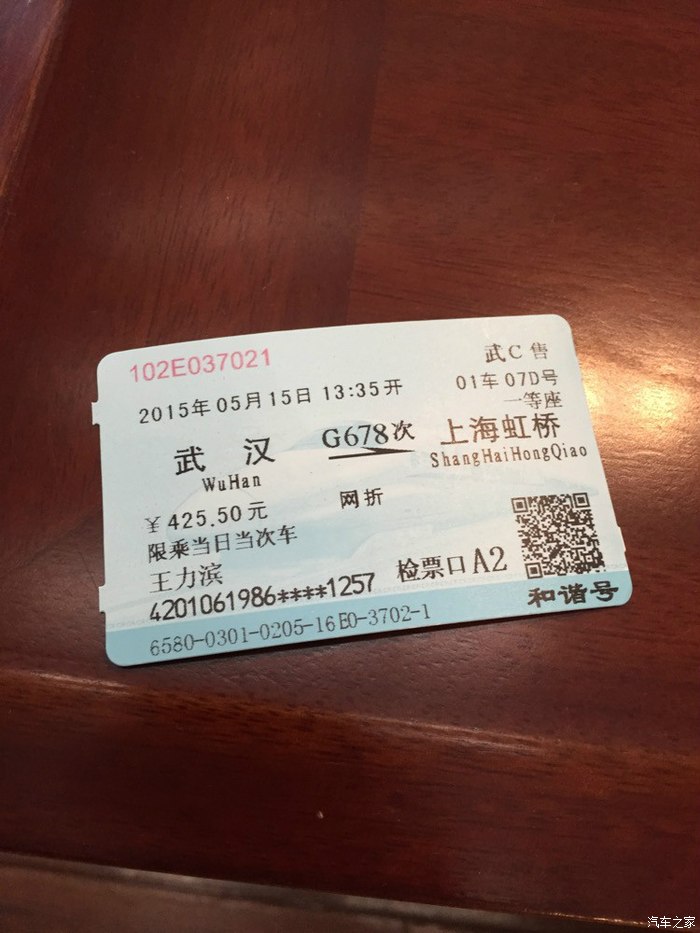 102E037021
武C售
2015年05月15日 13:35开
01车 07D号
一等座
武汉
G678次
上海虹桥
WuHan
ShangHaiHongQiao
￥425.50元
网折
限乘当日当次车
王力滨
检票口A2
4201061986****1257
和谐号
6580-0301-0205-16E0-3702-1
汽车之家